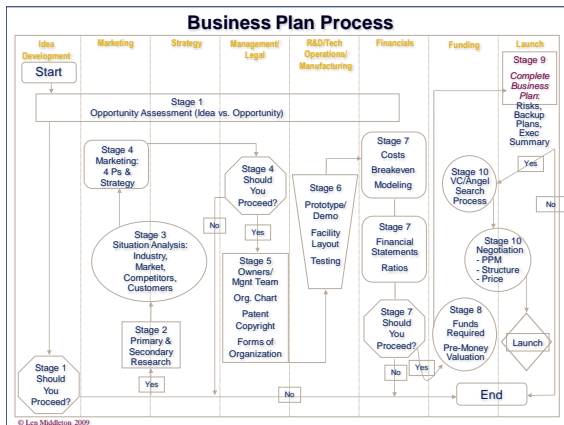 Business Plan Process
Idea
Development
Marketing
Strategy
Management/
Legal
R&D/Tech
Operations/
Manufacturing
Financials
Funding
Launch
Start
Stage 1
Opportunity Assessment (Idea vs. Opportunity)
Stage 9
Complete
Business
Plan:
Risks,
Backup
Plans,
Exec
Summary
Stage 4
Marketing:
4 Ps &
Strategy
Stage 4
Should
You
Proceed?
No
Yes
Stage 3
Situation Analysis:
Industry,
Market,
Competitors,
Customers
Stage 2
Primary &
Secondary
Research
Yes
Stage 1
Should
You
Proceed?
Stage 5
Owners/
Mgnt Team
Org. Chart
Patent
Copyright
Forms of
Organization
Stage 6
Prototype/
Demo
Facility
Layout
Testing
Stage 7
Costs
Breakeven
Modeling
Stage 7
Financial
Statements
Ratios
Stage 7
Should
You
Proceed?
Yes
No
No
Stage 8
Funds
Required
Pre-Money
Valuation
Stage 10
VC/Angel
Search
Process
Yes
No
Stage 10
Negotiation
- PPM
- Structure
- Price
Launch
End
© Len Middleton 2009